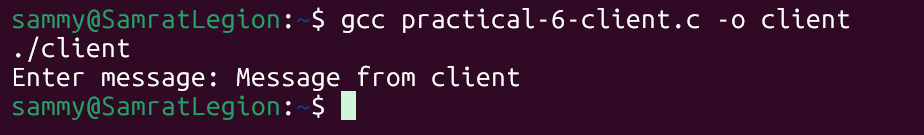 sammy@SamratLegion:~$ gcc practical-6-client.c -o client
./client
Enter message: Message from client
sammy@SamratLegion:~$